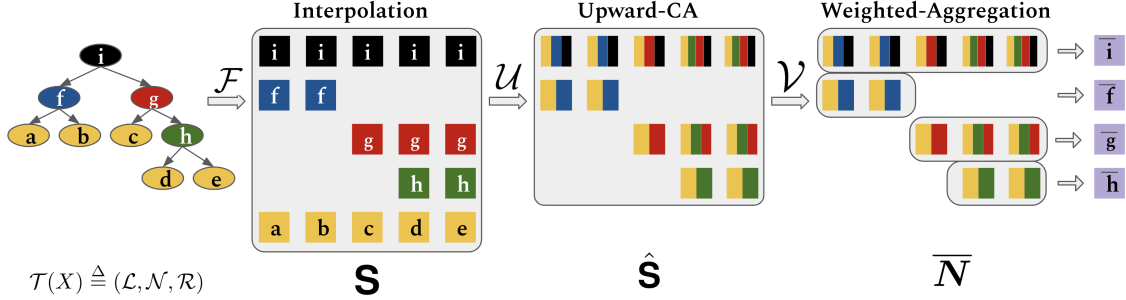 Interpolation Upward-CA Weighted-Aggregation
i i i i i i i̅
F U V
f g f f f̅
a b c h g g g g̅
d e h h h̅
a b c d e
T(X) ≜ (L, N, R) S Ŝ N̅